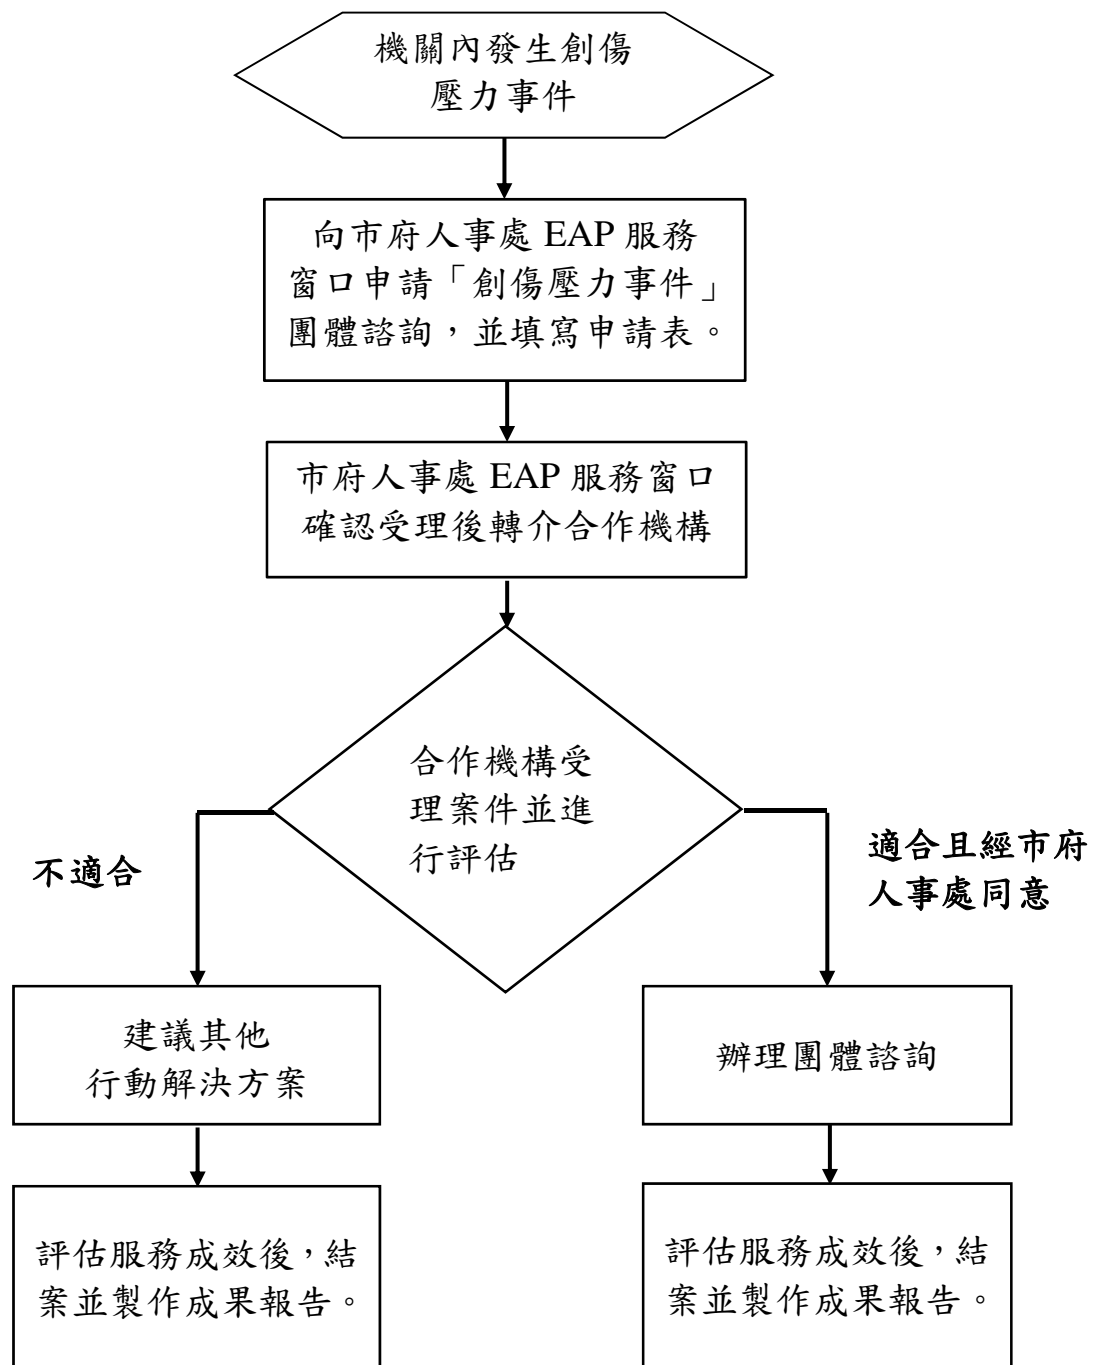 機關內發生創傷
壓力事件
向市府人事處 EAP 服務
窗口申請「創傷壓力事件」
團體諮詢，並填寫申請表。
市府人事處 EAP 服務窗口
確認受理後轉介合作機構
合作機構受
理案件並進
行評估
不適合
適合且經市府
人事處同意
建議其他
行動解決方案
辦理團體諮詢
評估服務成效後，結
案並製作成果報告。
評估服務成效後，結
案並製作成果報告。